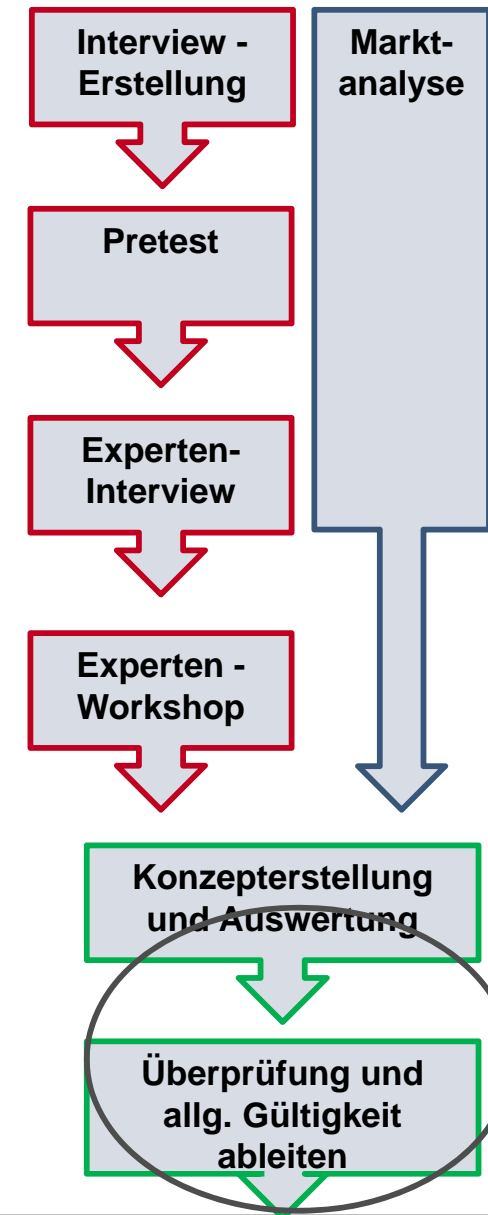 Interview -
Erstellung
Markt-
analyse
Pretest
Experten-
Interview
Experten -
Workshop
Konzepterstellung
und Auswertung
Überprüfung und
allg. Gültigkeit
ableiten